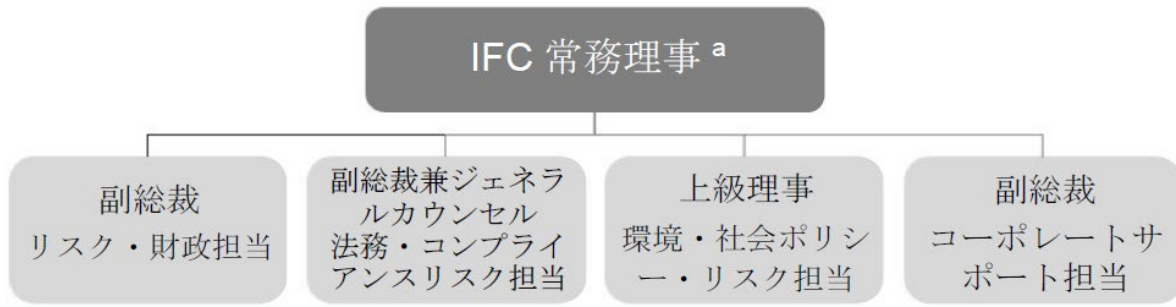 IFC 常務理事 a
副総裁
リスク・財政担当
副総裁兼ジェネラ
ルカウンセル
法務・コンプライ
アンスリスク担当
上級理事
環境・社会ポリシ
ー・リスク担当
副総裁
コーポレートサ
ポート担当